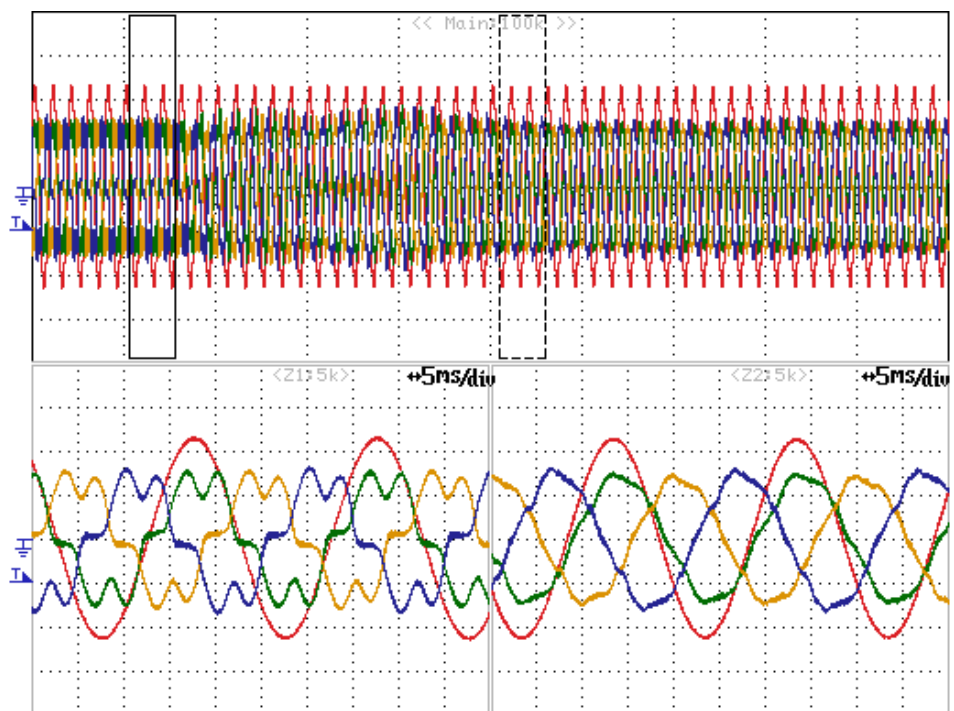 << Main:100k >>
T
<Z1:5k>
↔5ms/div
<Z2:5k>
↔5ms/div
T